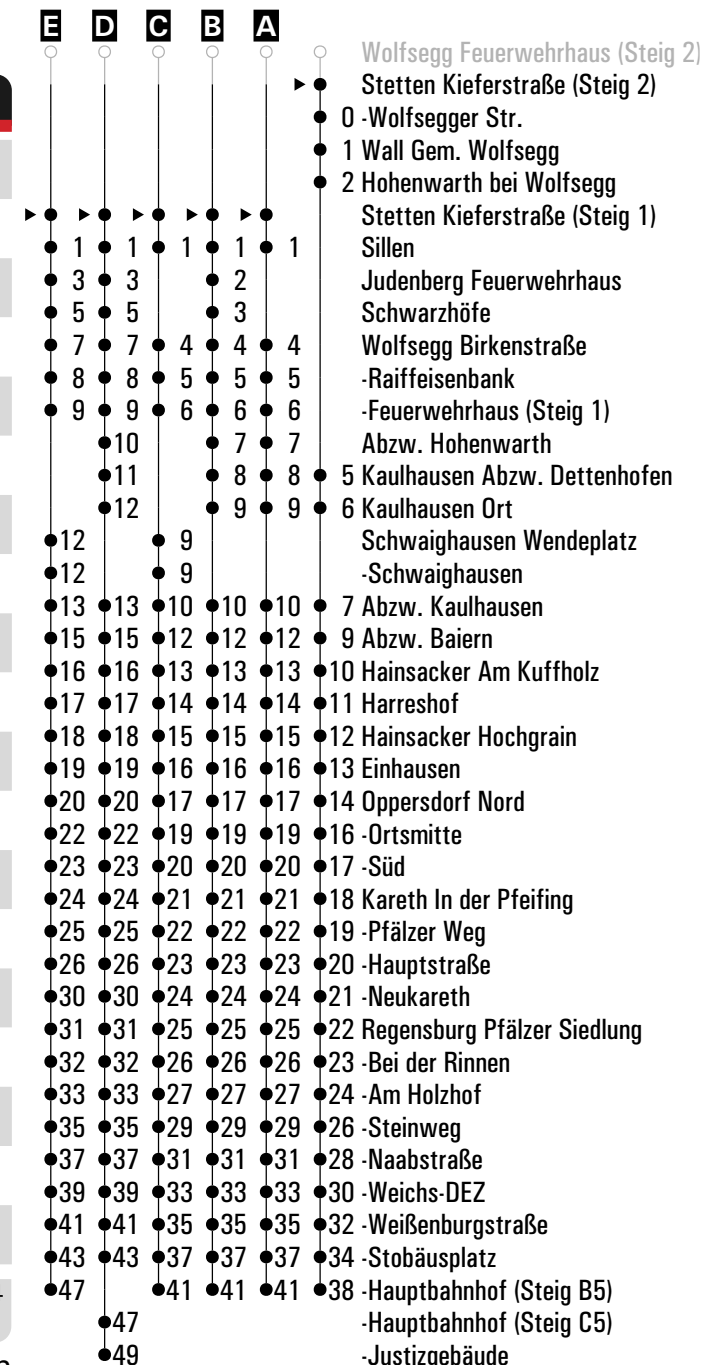 E D C B A
Wolfsegg Feuerwehrhaus (Steig 2)
Stetten Kieferstraße (Steig 2)
0 -Wolfsegger Str.
1 Wall Gem. Wolfsegg
2 Hohenwarth bei Wolfsegg
Stetten Kieferstraße (Steig 1)
1 1 1 1 1 Sillen
3 3 2 Judenberg Feuerwehrhaus
5 5 3 Schwarzhöfe
7 7 4 4 4 Wolfsegg Birkenstraße
8 8 5 5 5 -Raiffeisenbank
9 9 6 6 6 -Feuerwehrhaus (Steig 1)
10 7 7 Abzw. Hohenwarth
11 8 8 5 Kaulhausen Abzw. Dettenhofen
12 9 9 6 Kaulhausen Ort
12 9 Schwaighausen Wendeplatz
12 9 -Schwaighausen
13 13 10 10 10 7 Abzw. Kaulhausen
15 15 12 12 12 9 Abzw. Baiern
16 16 13 13 13 10 Hainsacker Am Kuffholz
17 17 14 14 14 11 Harreshof
18 18 15 15 15 12 Hainsacker Hochgrain
19 19 16 16 16 13 Einhausen
20 20 17 17 17 14 Oppersdorf Nord
22 22 19 19 19 16 -Ortsmitte
23 23 20 20 20 17 -Süd
24 24 21 21 21 18 Kareth In der Pfeifing
25 25 22 22 22 19 -Pfälzer Weg
26 26 23 23 23 20 -Hauptstraße
30 30 24 24 24 21 -Neukareth
31 31 25 25 25 22 Regensburg Pfälzer Siedlung
32 32 26 26 26 23 -Bei der Rinnen
33 33 27 27 27 24 -Am Holzhof
35 35 29 29 29 26 -Steinweg
37 37 31 31 31 28 -Naabstraße
39 39 33 33 33 30 -Weichs-DEZ
41 41 35 35 35 32 -Weißenburgstraße
43 43 37 37 37 34 -Stobäusplatz
47 41 41 41 38 -Hauptbahnhof (Steig B5)
47 -Hauptbahnhof (Steig C5)
49 -Justizgebäude